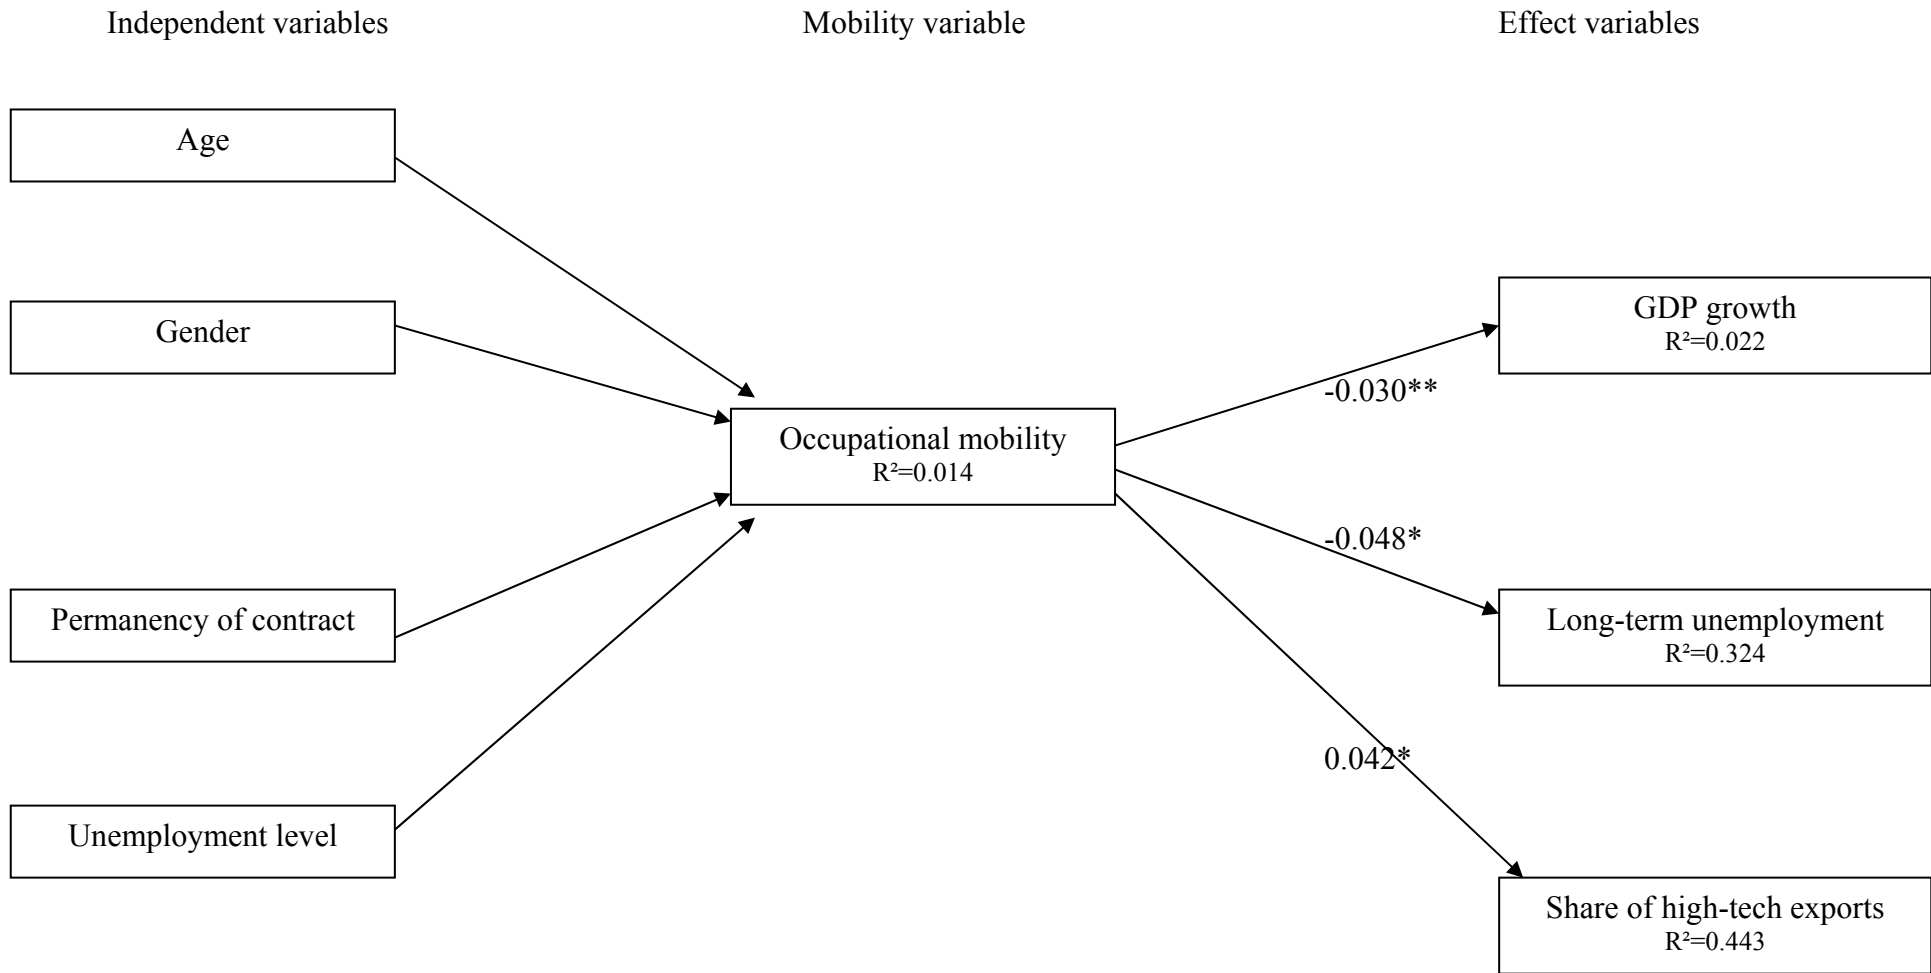 Independent variables
Mobility variable
Effect variables
Age
Gender
GDP growth
R²=0.022
-0.030**
Occupational mobility
R²=0.014
-0.048*
Permanency of contract
Long-term unemployment
R²=0.324
0.042*
Unemployment level
Share of high-tech exports
R²=0.443